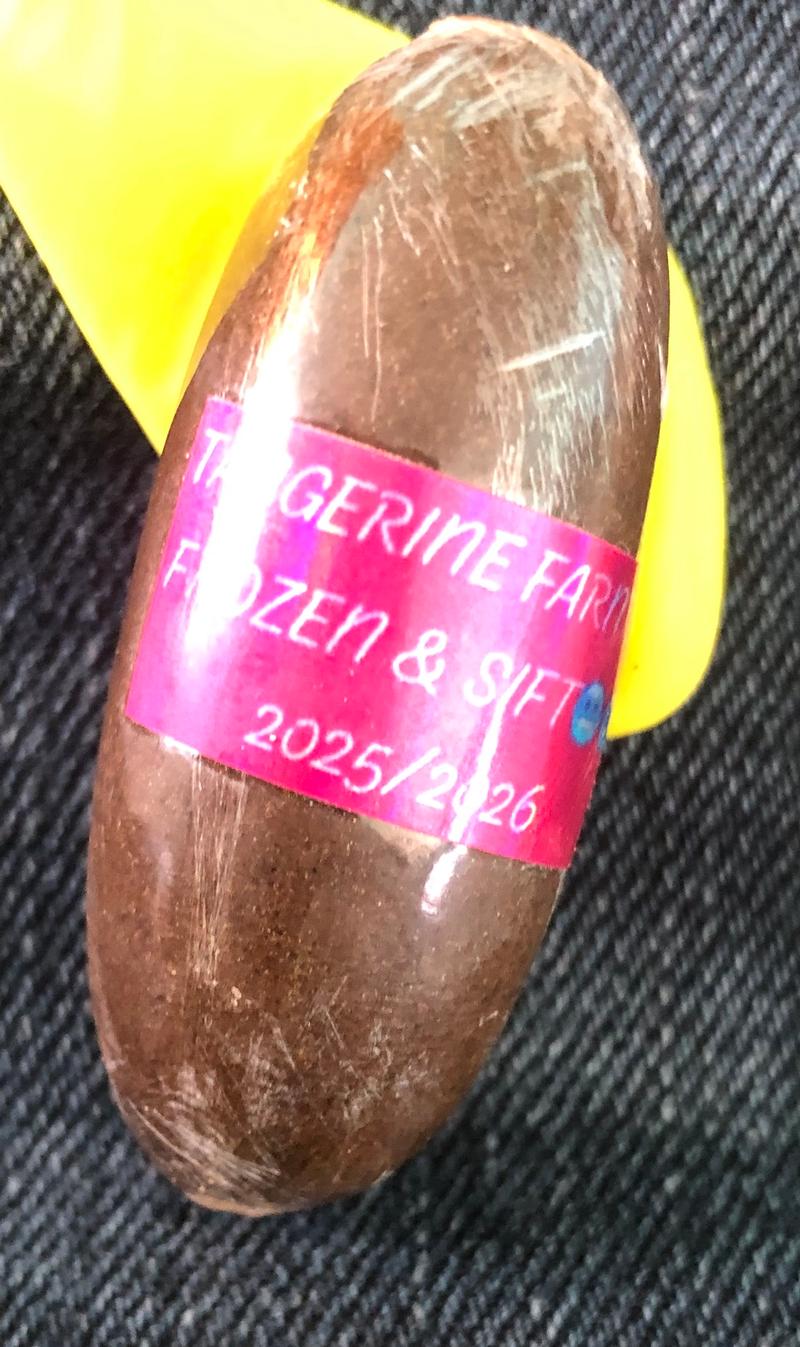 TANGERINE FARM
FROZEN & SIFT🥶
2025/2026